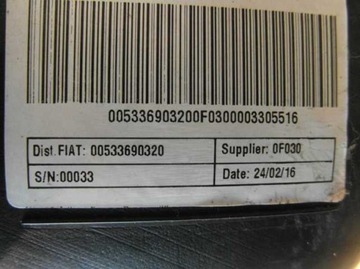 005336903200F0300003305516
Dist.FIAT: 00533690320 Supplier: 0F030
S/N:00033 Date: 24/02/16